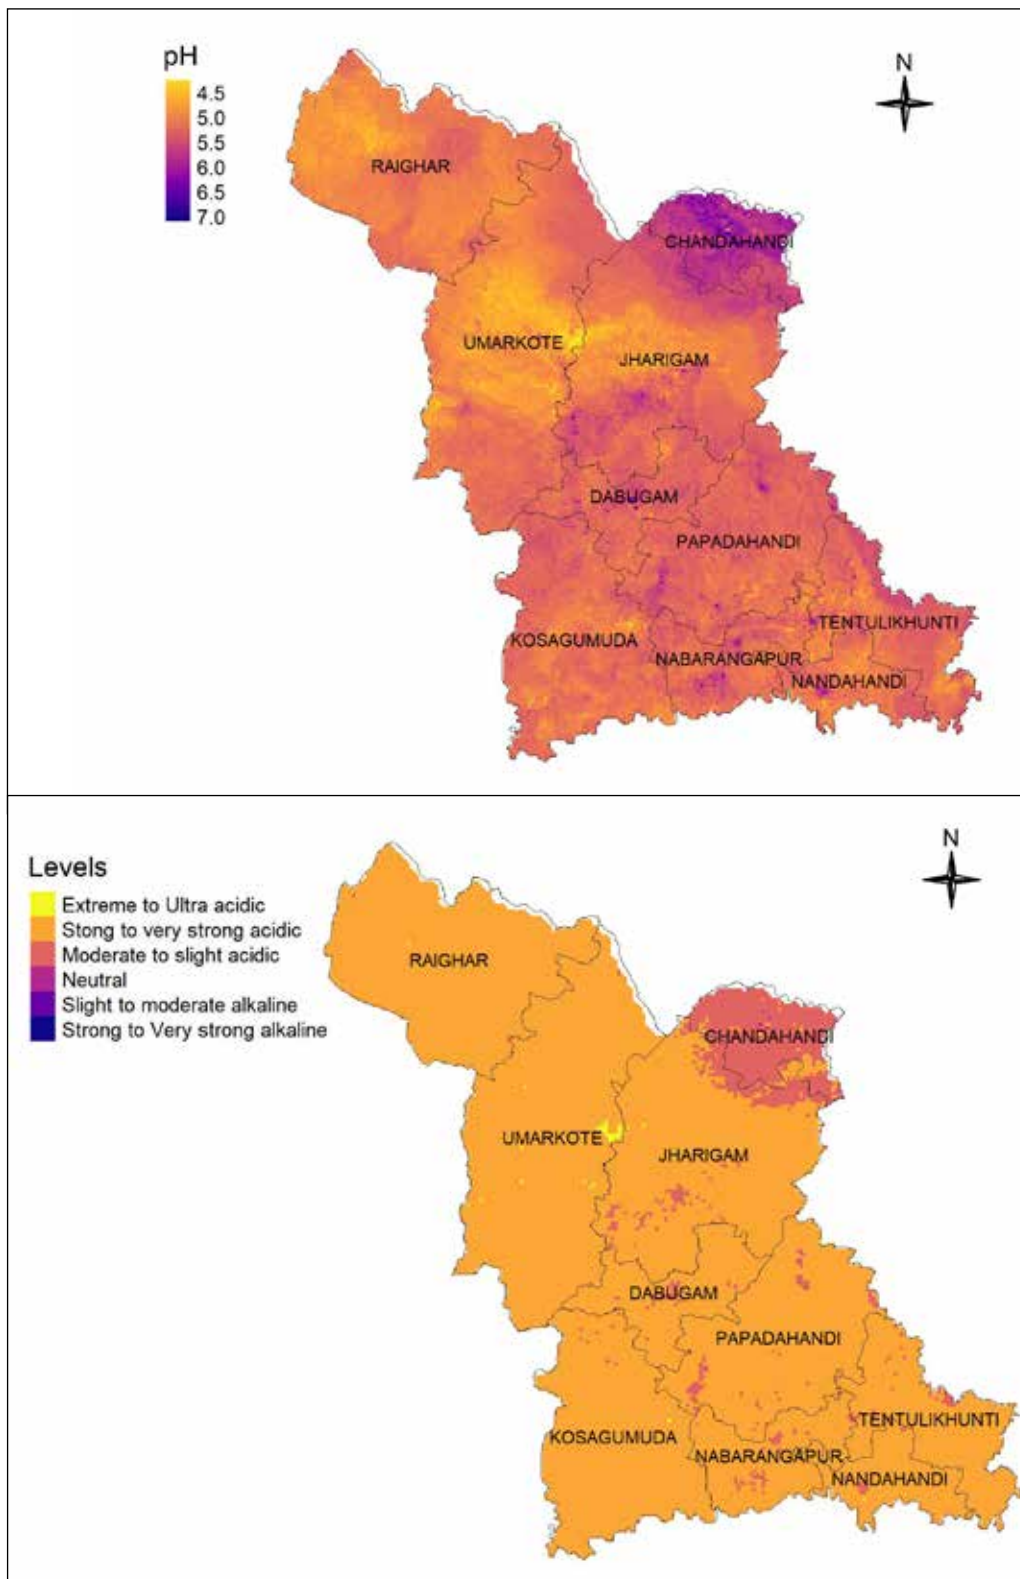 pH
N
4.5
5.0
5.5
6.0
6.5
7.0
RAIGHAR
CHANDAHANDI
UMARKOTE
JHARIGAM
DABUGAM
PAPADAHANDI
TENTULIKHUNTI
KOSAGUMUDA
NABARANGAPUR
NANDAHANDI
N
Levels
Extreme to Ultra acidic
Stong to very strong acidic
Moderate to slight acidic
Neutral
Slight to moderate alkaline
Strong to Very strong alkaline
RAIGHAR
CHANDAHANDI
UMARKOTE
JHARIGAM
DABUGAM
PAPADAHANDI
TENTULIKHUNTI
KOSAGUMUDA
NABARANGAPUR
NANDAHANDI